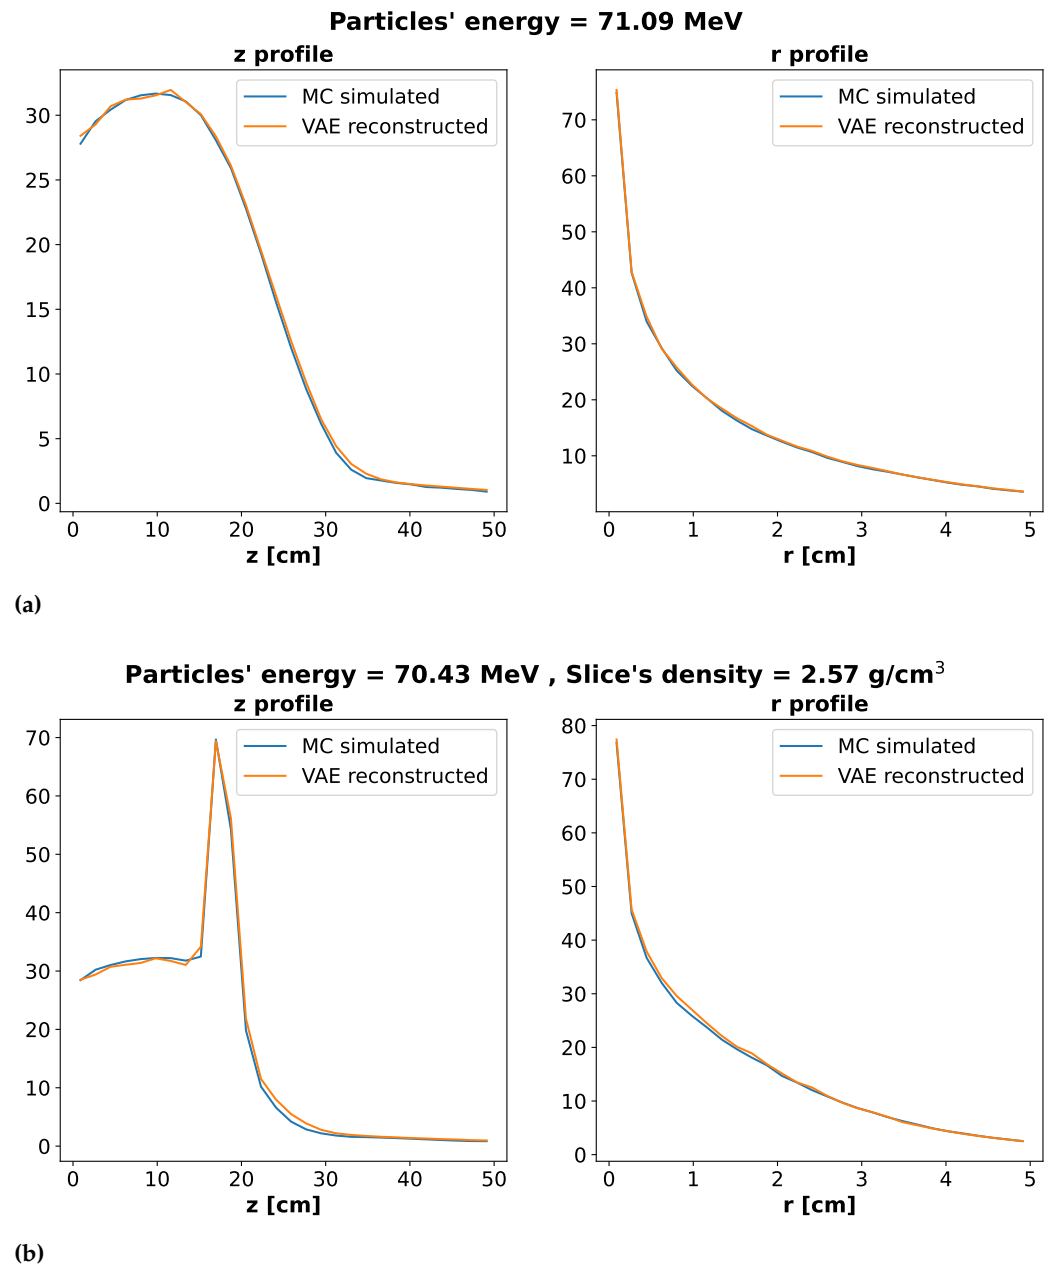 Particles' energy = 71.09 MeV
z profile
MC simulated
VAE reconstructed
30
25
20
15
10
5
0
0 10 20 30 40 50
z [cm]
r profile
MC simulated
VAE reconstructed
70
60
50
40
30
20
10
0 1 2 3 4 5
r [cm]
(a)
Particles' energy = 70.43 MeV , Slice's density = 2.57 g/cm³
z profile
MC simulated
VAE reconstructed
70
60
50
40
30
20
10
0
0 10 20 30 40 50
z [cm]
r profile
MC simulated
VAE reconstructed
80
70
60
50
40
30
20
10
0
0 1 2 3 4 5
r [cm]
(b)